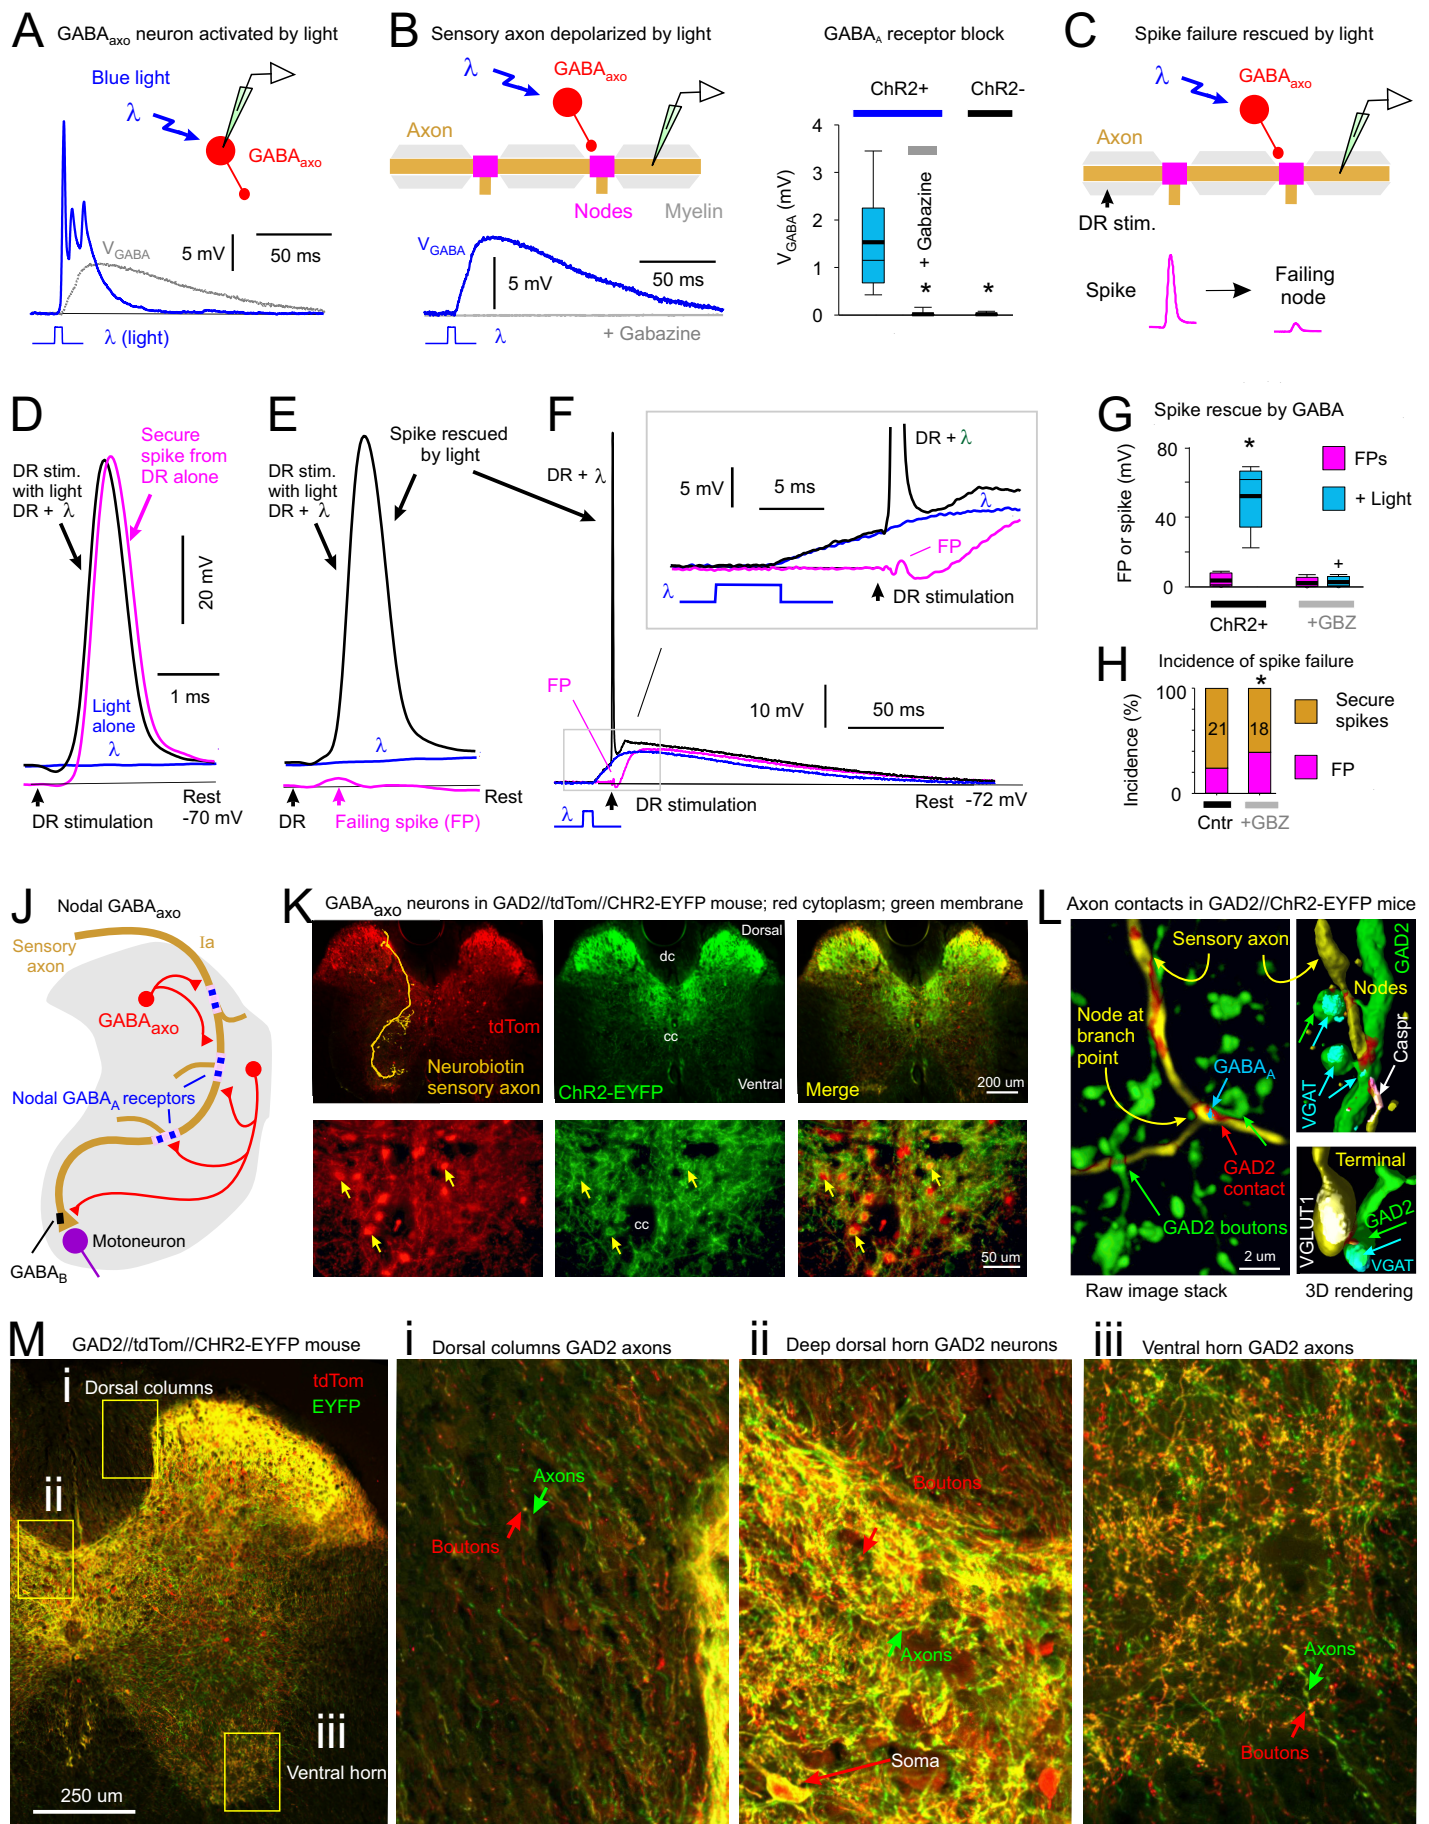 A GABAaxo neuron activated by light
Blue light
λ
GABAaxo
VGABA
5 mV
50 ms
λ (light)
B Sensory axon depolarized by light
λ
GABAaxo
Axon
Nodes
Myelin
VGABA
5 mV
50 ms
+ Gabazine
λ
GABAA receptor block
ChR2+
ChR2-
VGABA (mV)
4
3
2
1
0
+ Gabazine
*
*
C Spike failure rescued by light
λ
GABAaxo
Axon
DR stim.
Spike
Failing
node
D
Secure
spike from
DR alone
DR stim.
with light
DR + λ
20 mV
1 ms
Light
alone
λ
Rest
-70 mV
DR stimulation
E
Spike rescued
by light
DR stim.
with light
DR + λ
λ
Rest
DR
Failing spike (FP)
F
DR + λ
DR + λ
5 mV
5 ms
λ
FP
λ
DR stimulation
FP
10 mV
50 ms
DR stimulation
Rest -72 mV
λ
G Spike rescue by GABA
FP or spike (mV)
80
40
0
*
+
FPs
+ Light
ChR2+
+GBZ
H Incidence of spike failure
Incidence (%)
100
0
*
21
18
Secure
spikes
FP
Cntr
+GBZ
J Nodal GABAaxo
Sensory
axon
Ia
GABAaxo
Nodal GABAA receptors
Motoneuron
GABAB
K GABAaxo neurons in GAD2//tdTom//CHR2-EYFP mouse; red cytoplasm; green membrane
tdTom
Neurobiotin
sensory axon
Dorsal
dc
cc
Ventral
ChR2-EYFP
Merge
200 um
cc
50 um
L Axon contacts in GAD2//ChR2-EYFP mice
Sensory axon
Node at
branch
point
GABAA
GAD2
contact
GAD2 boutons
2 um
Raw image stack
GAD2
Nodes
Caspr
VGAT
Terminal
VGLUT1
GAD2
VGAT
3D rendering
M GAD2//tdTom//CHR2-EYFP mouse
i Dorsal columns
tdTom
EYFP
ii
iii
Ventral horn
250 um
i Dorsal columns GAD2 axons
Axons
Boutons
ii Deep dorsal horn GAD2 neurons
Boutons
Axons
Soma
iii Ventral horn GAD2 axons
Axons
Boutons